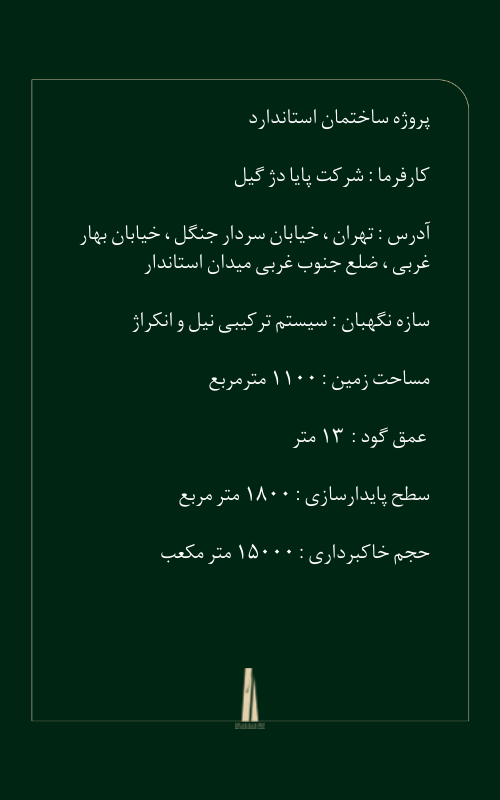 پروژه ساختمان استاندارد
کارفرما : شرکت پایا دژ گیل
آدرس : تهران ، خیابان سردار جنگل ، خیابان بهار
غربی ، ضلع جنوب غربی میدان استاندار
سازه نگهبان : سیستم ترکیبی نیل و انکراژ
مساحت زمین : ۱۱۰۰ مترمربع
عمق گود : ۱۳ متر
سطح پایدارسازی : ۱۸۰۰ متر مربع
حجم خاکبرداری : ۱۵۰۰۰ متر مکعب